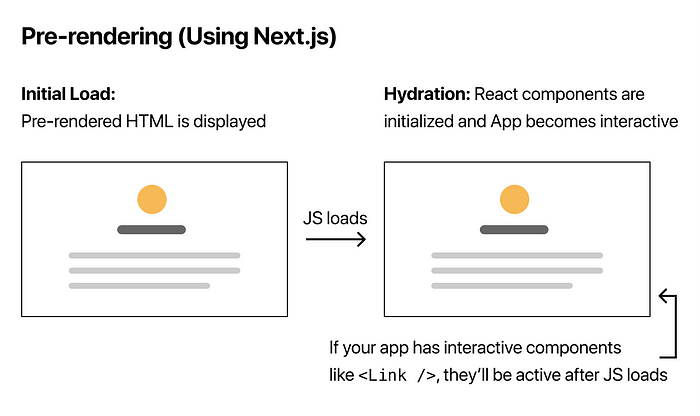 Pre-rendering (Using Next.js)
Initial Load:
Pre-rendered HTML is displayed
Hydration: React components are
initialized and App becomes interactive
JS loads
If your app has interactive components
like <Link />, they’ll be active after JS loads